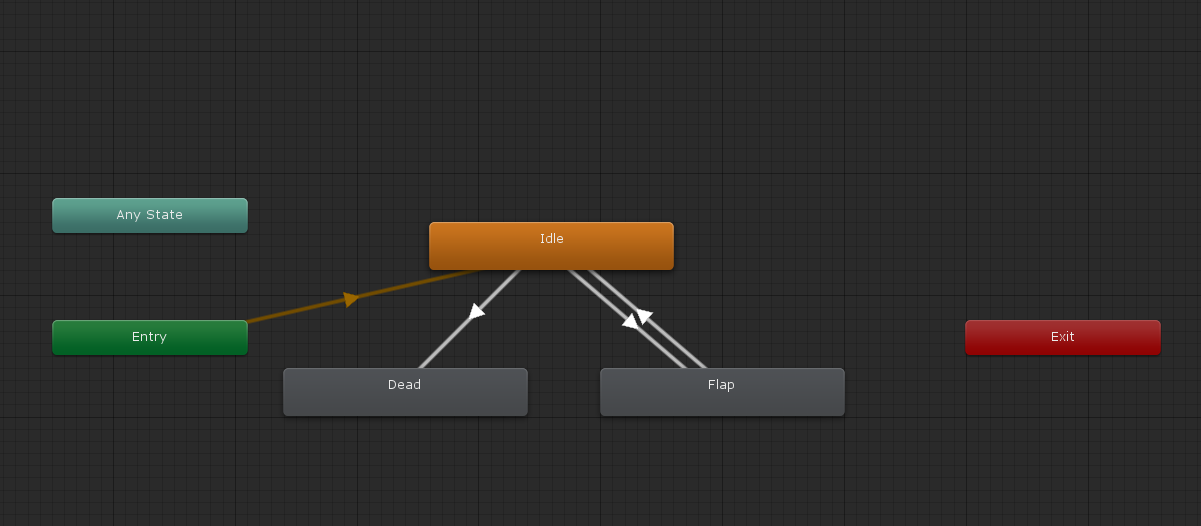 Any State
Idle
Entry
Exit
Dead
Flap